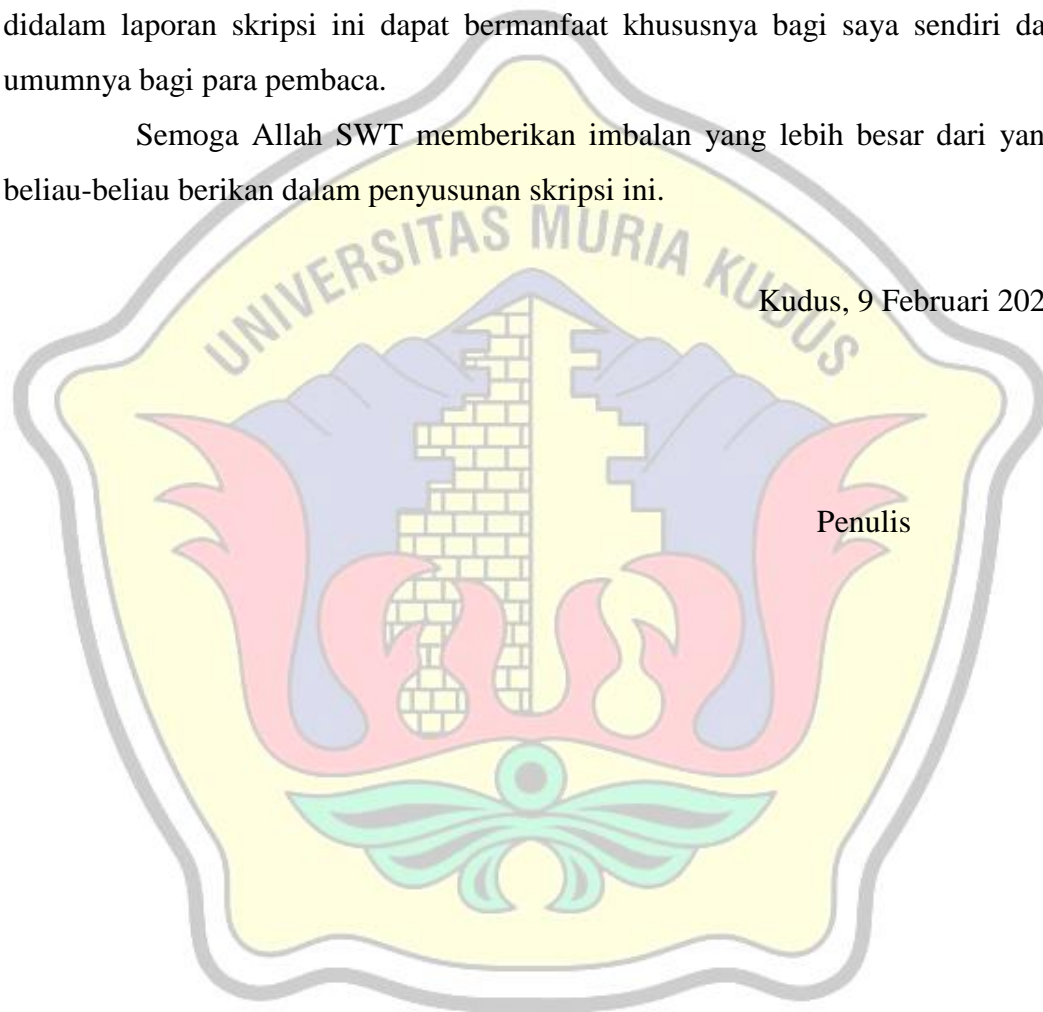 didalam laporan skripsi ini dapat bermanfaat khususnya bagi saya sendiri da
umumnya bagi para pembaca.
Semoga Allah SWT memberikan imbalan yang lebih besar dari yan
beliau-beliau berikan dalam penyusunan skripsi ini.
UNIVERSITAS MURIA KUDUS
Kudus, 9 Februari 202
Penulis